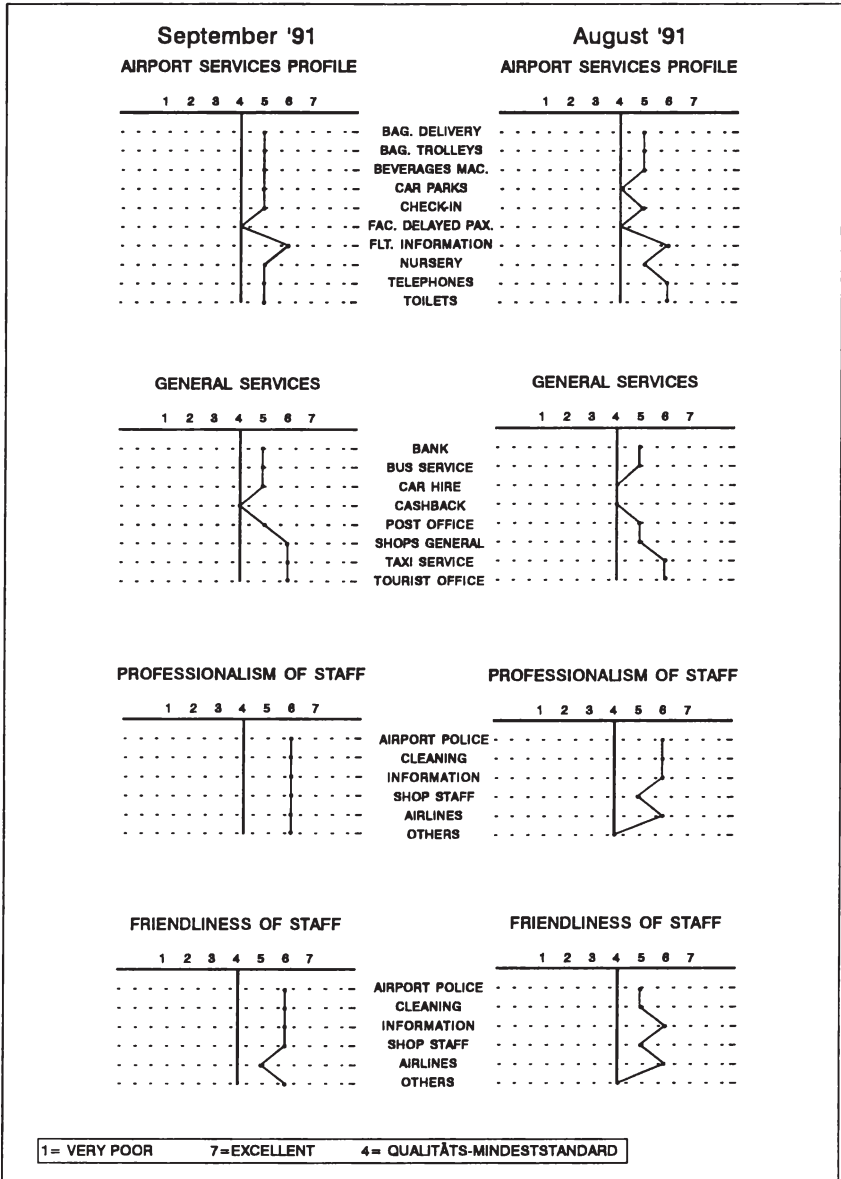 September '91 August '91
AIRPORT SERVICES PROFILE AIRPORT SERVICES PROFILE
1 2 3 4 5 6 7 1 2 3 4 5 6 7
BAG. DELIVERY
BAG. TROLLEYS
BEVERAGES MAC.
CAR PARKS
CHECK-IN
FAC. DELAYED PAX.
FLT. INFORMATION
NURSERY
TELEPHONES
TOILETS
GENERAL SERVICES GENERAL SERVICES
1 2 3 4 5 6 7 1 2 3 4 5 6 7
BANK
BUS SERVICE
CAR HIRE
CASHBACK
POST OFFICE
SHOPS GENERAL
TAXI SERVICE
TOURIST OFFICE
PROFESSIONALISM OF STAFF PROFESSIONALISM OF STAFF
1 2 3 4 5 6 7 1 2 3 4 5 6 7
AIRPORT POLICE
CLEANING
INFORMATION
SHOP STAFF
AIRLINES
OTHERS
FRIENDLINESS OF STAFF FRIENDLINESS OF STAFF
1 2 3 4 5 6 7 1 2 3 4 5 6 7
AIRPORT POLICE
CLEANING
INFORMATION
SHOP STAFF
AIRLINES
OTHERS
1= VERY POOR 7=EXCELLENT 4= QUALITÄTS-MINDESTSTANDARD